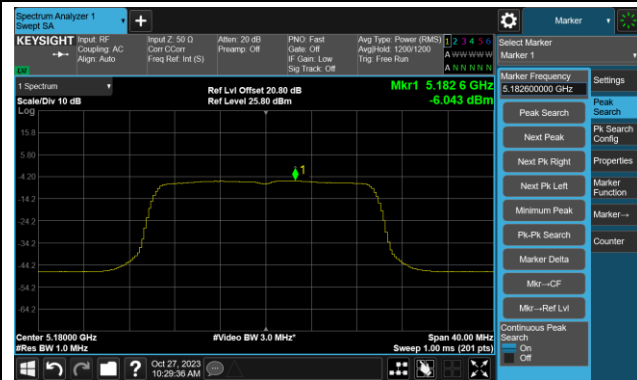 Spectrum Analyzer 1
Swept SA
+
Marker
KEYSIGHT
Input: RF
Coupling: AC
Align: Auto
Input Z: 50 Ω
Corr CCorr
Freq Ref: Int (S)
Atten: 20 dB
Preamp: Off
PNO: Fast
Gate: Off
IF Gain: Low
Sig Track: Off
Avg Type: Power (RMS)
Avg|Hold: 1200/1200
Trig: Free Run
1 2 3 4 5 6
A W W W W W
A N N N N N
Select Marker
Marker 1
LXI
1 Spectrum
Scale/Div 10 dB
Log
Ref Lvl Offset 20.80 dB
Ref Level 25.80 dBm
Mkr1 5.182 6 GHz
-6.043 dBm
15.8
5.80
-4.20
-14.2
-24.2
-34.2
-44.2
-54.2
-64.2
1
Center 5.18000 GHz
#Res BW 1.0 MHz
#Video BW 3.0 MHz*
Span 40.00 MHz
Sweep 1.00 ms (201 pts)
Marker Frequency
5.182600000 GHz
Peak Search
Next Peak
Next Pk Right
Next Pk Left
Minimum Peak
Pk-Pk Search
Marker Delta
Mkr→CF
Mkr→Ref Lvl
Continuous Peak
Search
On
Off
Settings
Peak
Search
Pk Search
Config
Properties
Marker
Function
Marker→
Counter
?
Oct 27, 2023
10:29:36 AM